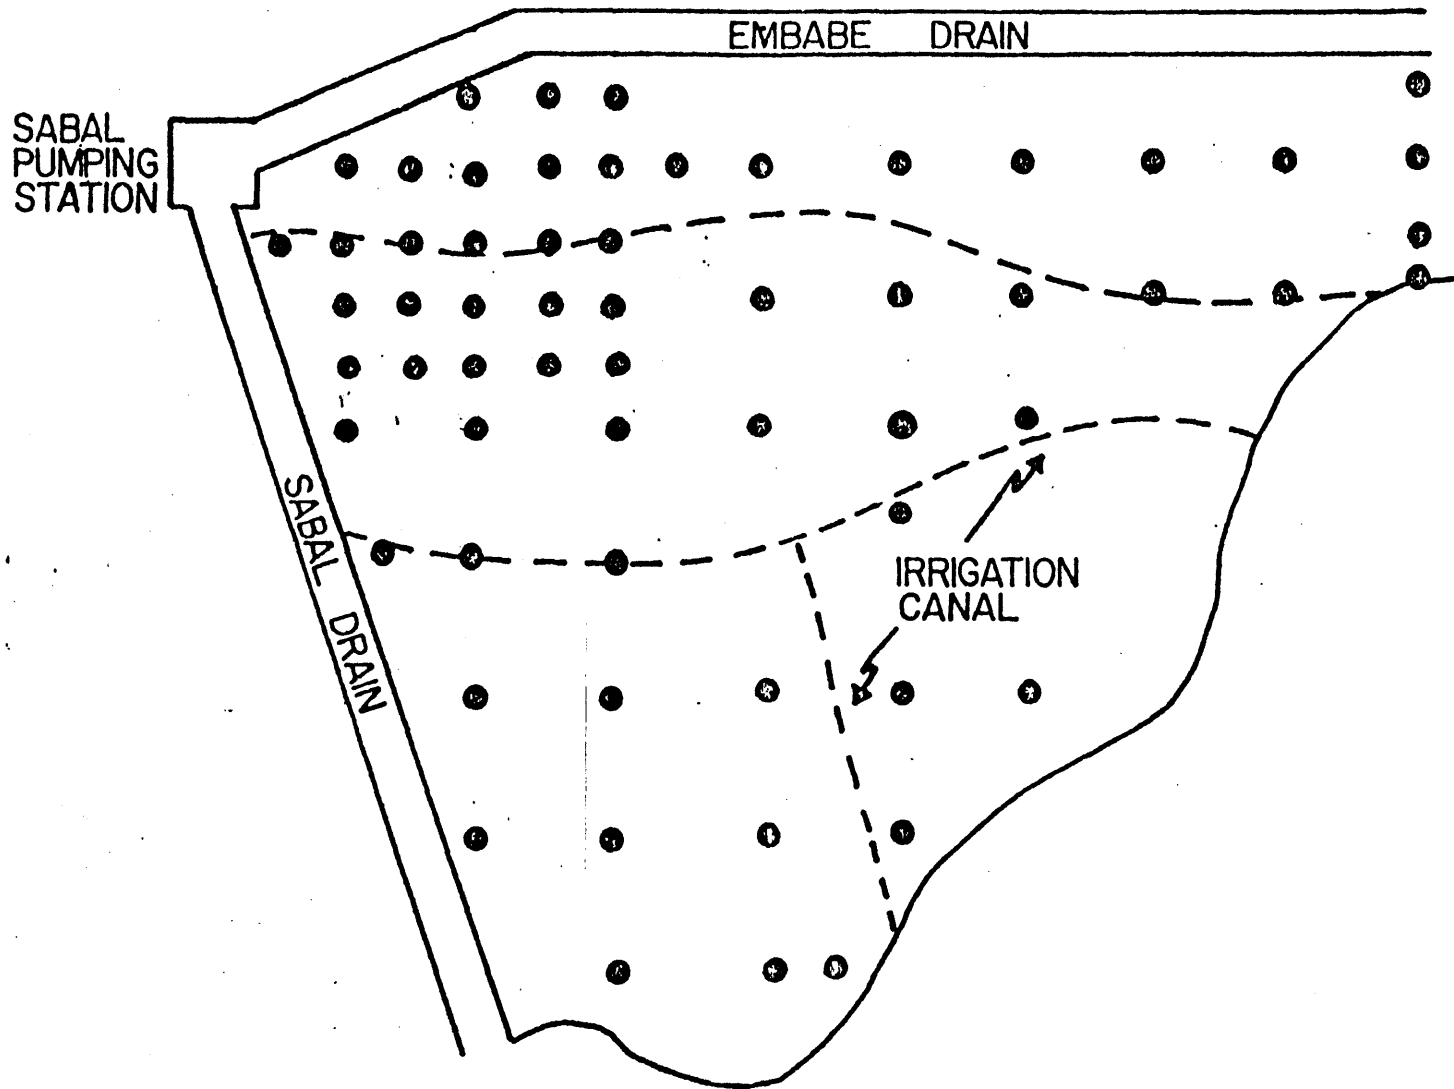 EMBABE DRAIN
SABAL
PUMPING
STATION
SABAL DRAIN
IRRIGATION
CANAL